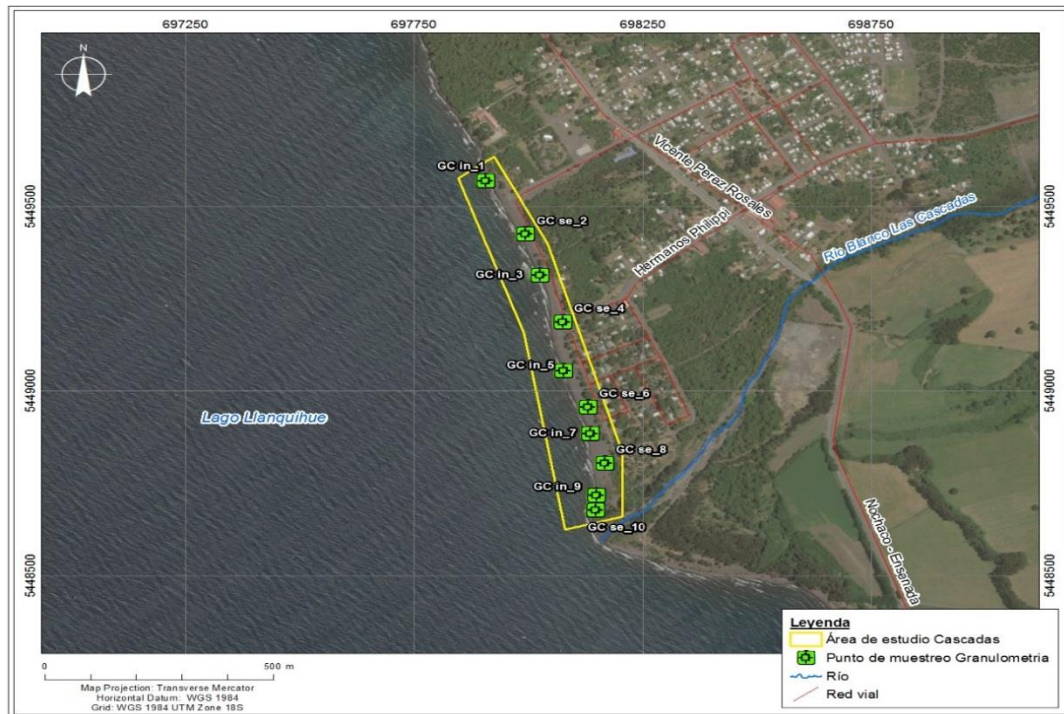 697250 697750 698250 698750
N
GC in_1
5449500
5449500
GC se_2
Vicente Perez Rosales
Hermanos Philippi
Río Blanco Las Cascadas
GC in_3
GC se_4
GC in_5
5449000
5449000
GC se_6
Lago Llanquihue
GC in_7
GC se_8
GC in_9
GC se_10
Nochaco - Ensenada
5448500
5448500
Leyenda
Área de estudio Cascadas
Punto de muestreo Granulometria
Río
Red vial
0 500 m
Map Projection: Transverse Mercator
Horizontal Datum: WGS 1984
Grid: WGS 1984 UTM Zone 18S